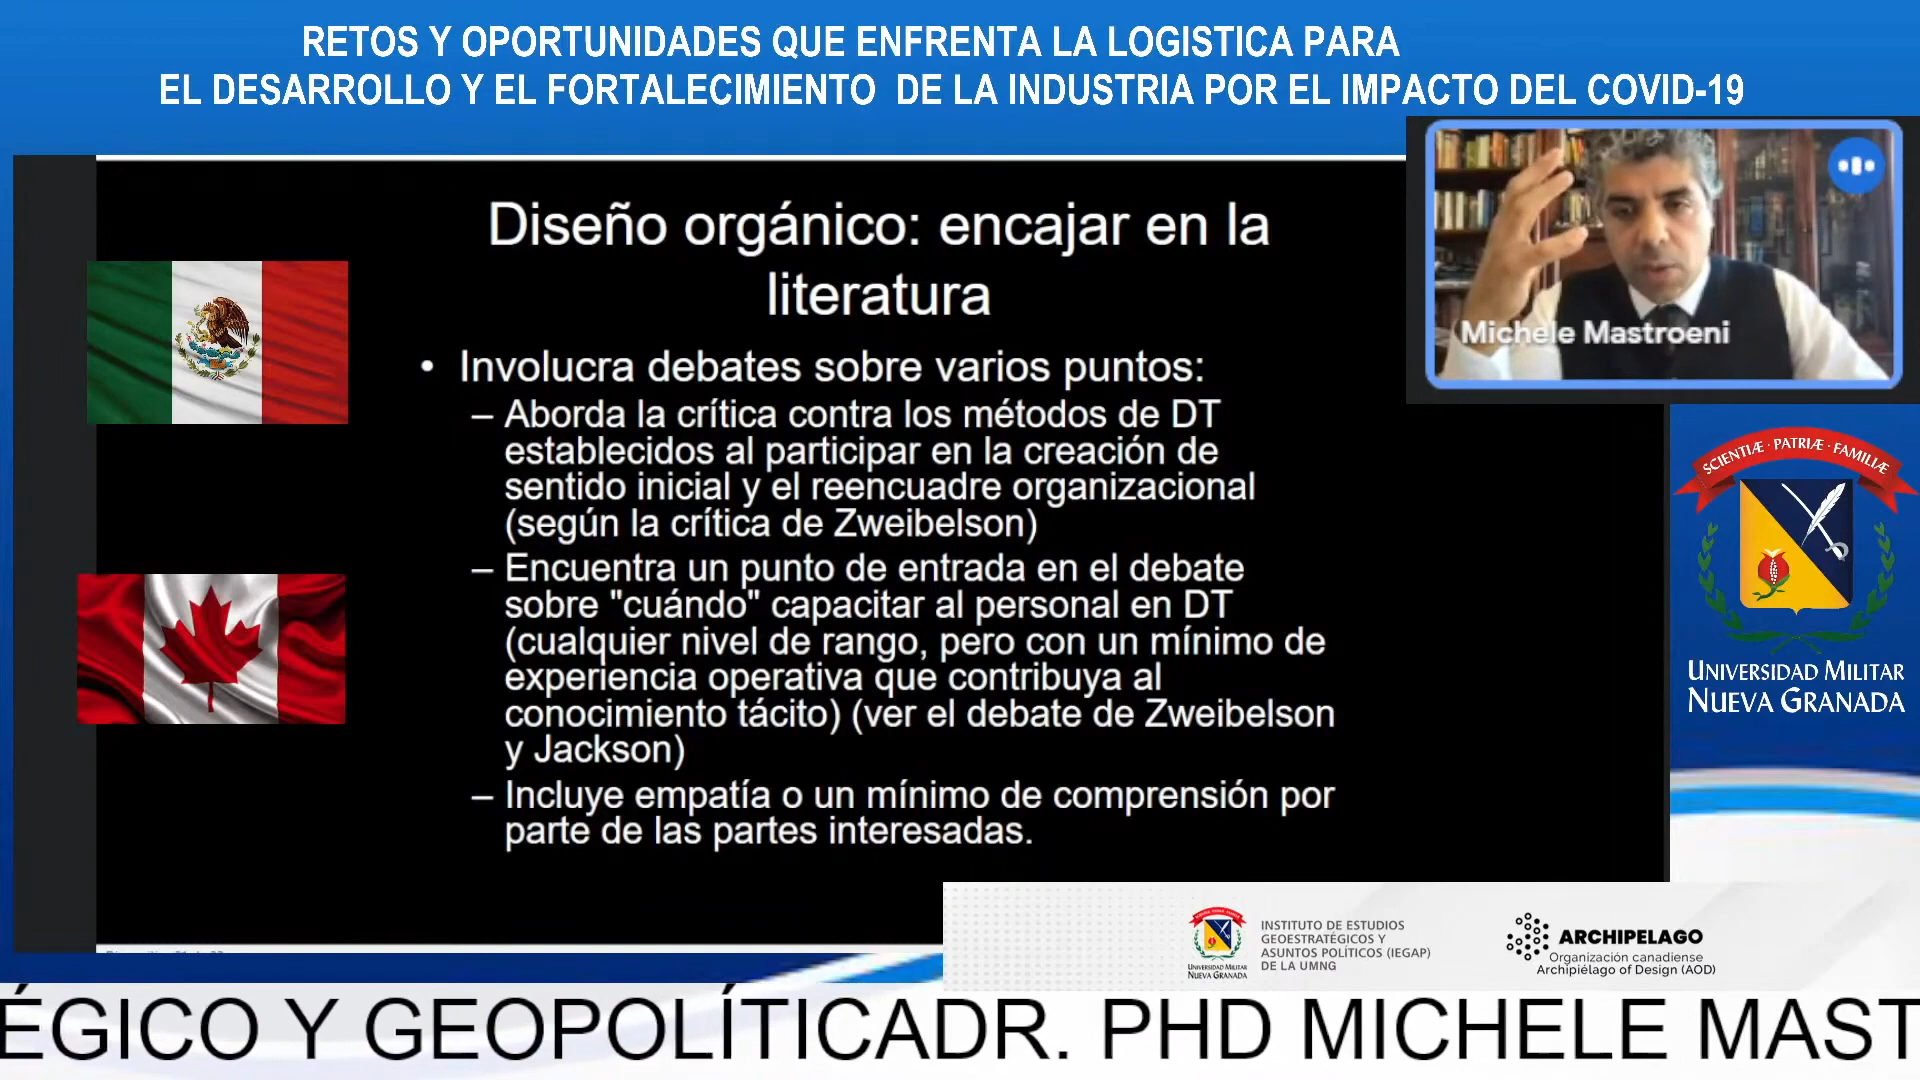 RETOS Y OPORTUNIDADES QUE ENFRENTA LA LOGISTICA PARA
EL DESARROLLO Y EL FORTALECIMIENTO DE LA INDUSTRIA POR EL IMPACTO DEL COVID-19
Diseño orgánico: encajar en la
literatura
• Involucra debates sobre varios puntos:
– Aborda la crítica contra los métodos de DT
establecidos al participar en la creación de
sentido inicial y el reencuadre organizacional
(según la crítica de Zweibelson)
– Encuentra un punto de entrada en el debate
sobre "cuándo" capacitar al personal en DT
(cualquier nivel de rango, pero con un mínimo de
experiencia operativa que contribuya al
conocimiento tácito) (ver el debate de Zweibelson
y Jackson)
– Incluye empatía o un mínimo de comprensión por
parte de las partes interesadas.
Michele Mastroeni
SCIENTIÆ · PATRIÆ · FAMILIÆ
UNIVERSIDAD MILITAR
NUEVA GRANADA
UNIVERSIDAD MILITAR
NUEVA GRANADA
INSTITUTO DE ESTUDIOS
GEOESTRATÉGICOS Y
ASUNTOS POLÍTICOS (IEGAP)
DE LA UMNG
ARCHIPELAGO
Organización canadiense
Archipiélago of Design (AOD)
ÉGICO Y GEOPOLÍTICADR. PHD MICHELE MAST